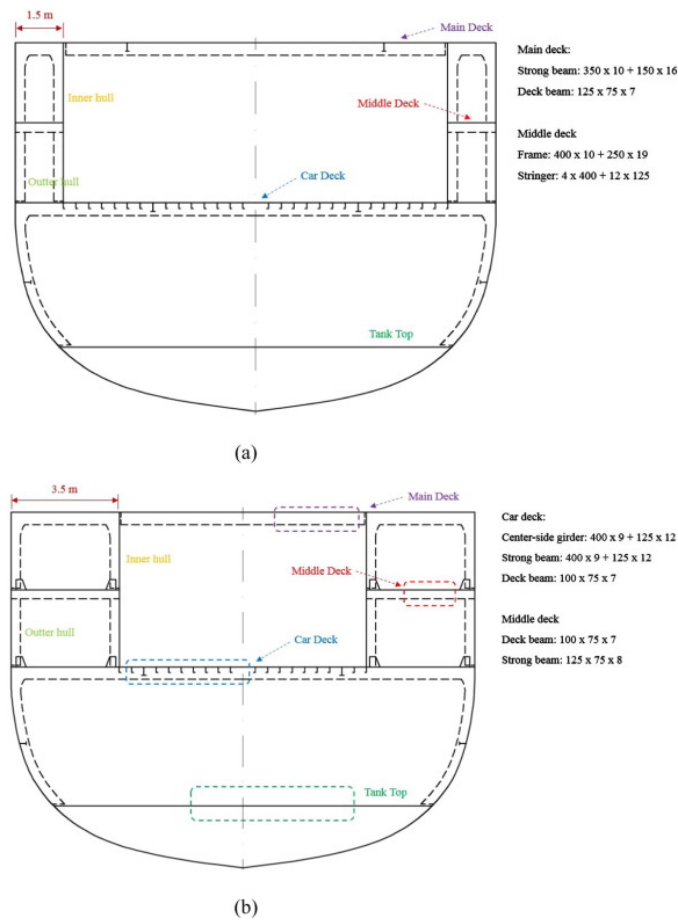 1.5 m
Main Deck
Main deck:
Strong beam: 350 x 10 + 150 x 16
Deck beam: 125 x 75 x 7
Inner hull
Middle Deck
Middle deck
Frame: 400 x 10 + 250 x 19
Stringer: 4 x 400 + 12 x 125
Outter hull
Car Deck
Tank Top
(a)
3.5 m
Main Deck
Car deck:
Center-side girder: 400 x 9 + 125 x 12
Strong beam: 400 x 9 + 125 x 12
Deck beam: 100 x 75 x 7
Inner hull
Middle Deck
Middle deck
Deck beam: 100 x 75 x 7
Strong beam: 125 x 75 x 8
Outter hull
Car Deck
Tank Top
(b)